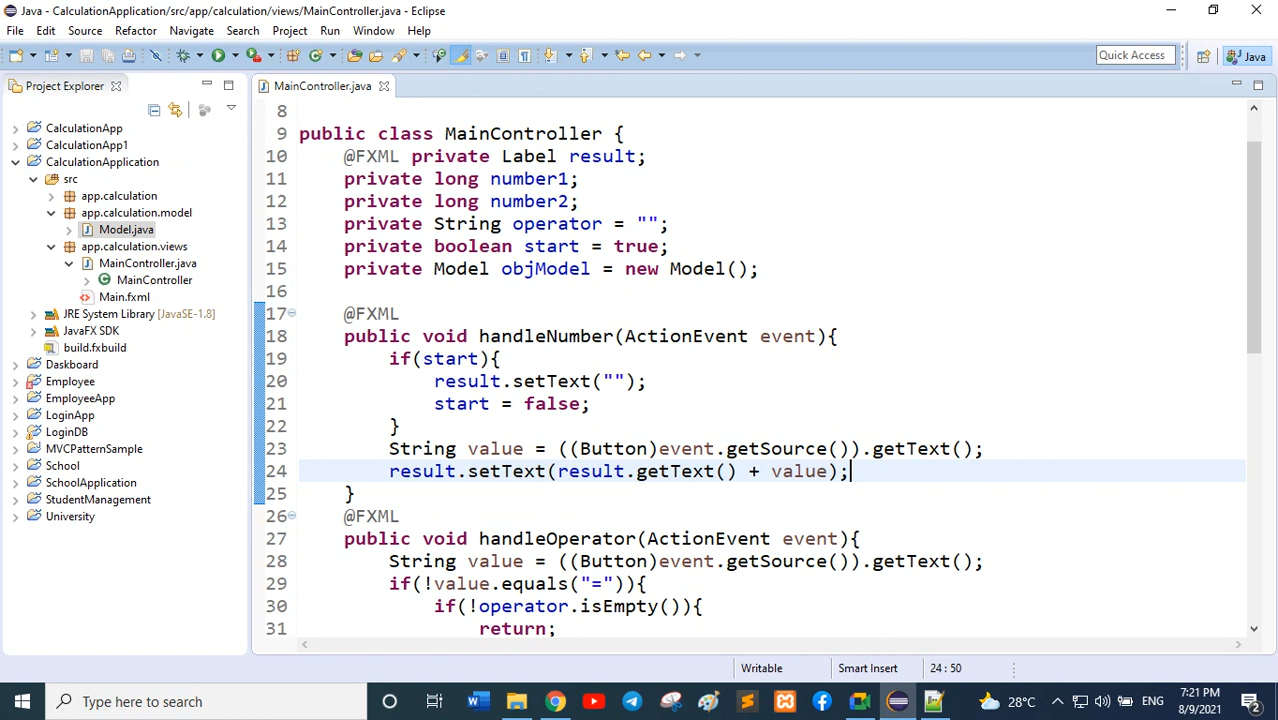 Java - CalculationApplication/src/app/calculation/views/MainController.java - Eclipse
File Edit Source Refactor Navigate Search Project Run Window Help
Quick Access
Java
Project Explorer
CalculationApp
CalculationApp1
CalculationApplication
src
app.calculation
app.calculation.model
Model.java
app.calculation.views
MainController.java
MainController
Main.fxml
JRE System Library [JavaSE-1.8]
JavaFX SDK
build.fxbuild
Daskboard
Employee
EmployeeApp
LoginApp
LoginDB
MVCPatternSample
School
SchoolApplication
StudentManagement
University
MainController.java
8
9 public class MainController {
10 @FXML private Label result;
11 private long number1;
12 private long number2;
13 private String operator = "";
14 private boolean start = true;
15 private Model objModel = new Model();
16
17 @FXML
18 public void handleNumber(ActionEvent event){
19 if(start){
20 result.setText("");
21 start = false;
22 }
23 String value = ((Button)event.getSource()).getText();
24 result.setText(result.getText() + value);
25 }
26 @FXML
27 public void handleOperator(ActionEvent event){
28 String value = ((Button)event.getSource()).getText();
29 if(!value.equals("=")){
30 if(!operator.isEmpty()){
31 return;
Writable Smart Insert 24 : 50
Type here to search
28°C ENG
7:21 PM
8/9/2021
2